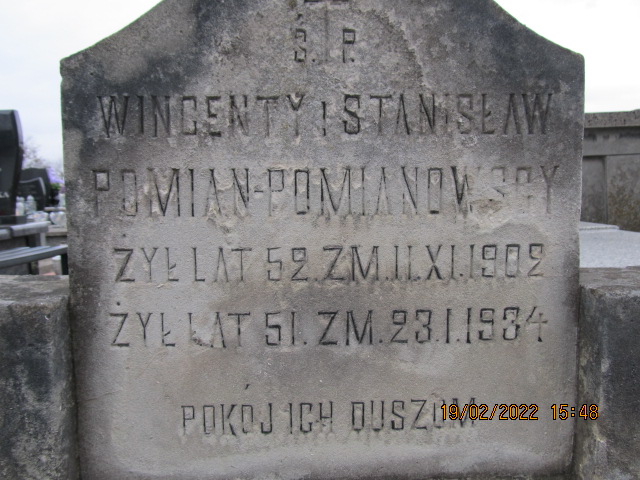 Ś. P.
WINCENTY i STANISŁAW
POMIAN-POMIANOWSCY
ŻYŁ LAT 52. ZM. 11.XI.1902
ŻYŁ LAT 51. ZM. 23.I.1934
POKÓJ ICH DUSZOM
19/02/2022 15:48